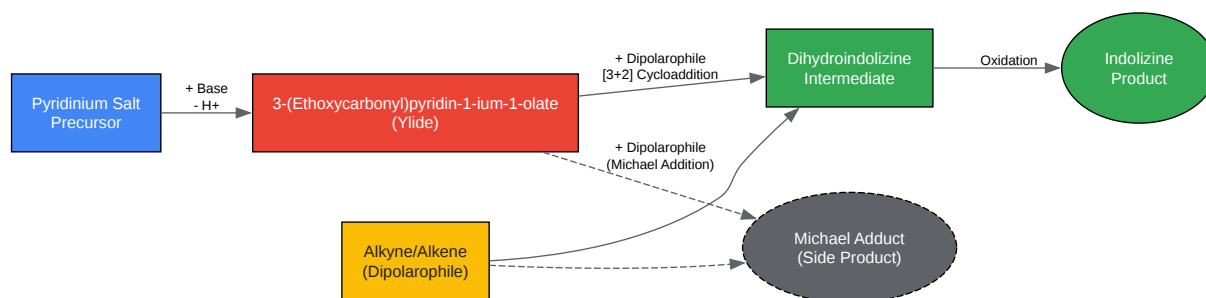 Pyridinium Salt
Precursor
+ Base
- H+
3-(Ethoxycarbonyl)pyridin-1-ium-1-olate
(Ylide)
+ Dipolarophile
[3+2] Cycloaddition
Dihydroindolizine
Intermediate
Oxidation
Indolizine
Product
+ Dipolarophile
(Michael Addition)
Alkyne/Alkene
(Dipolarophile)
Michael Adduct
(Side Product)